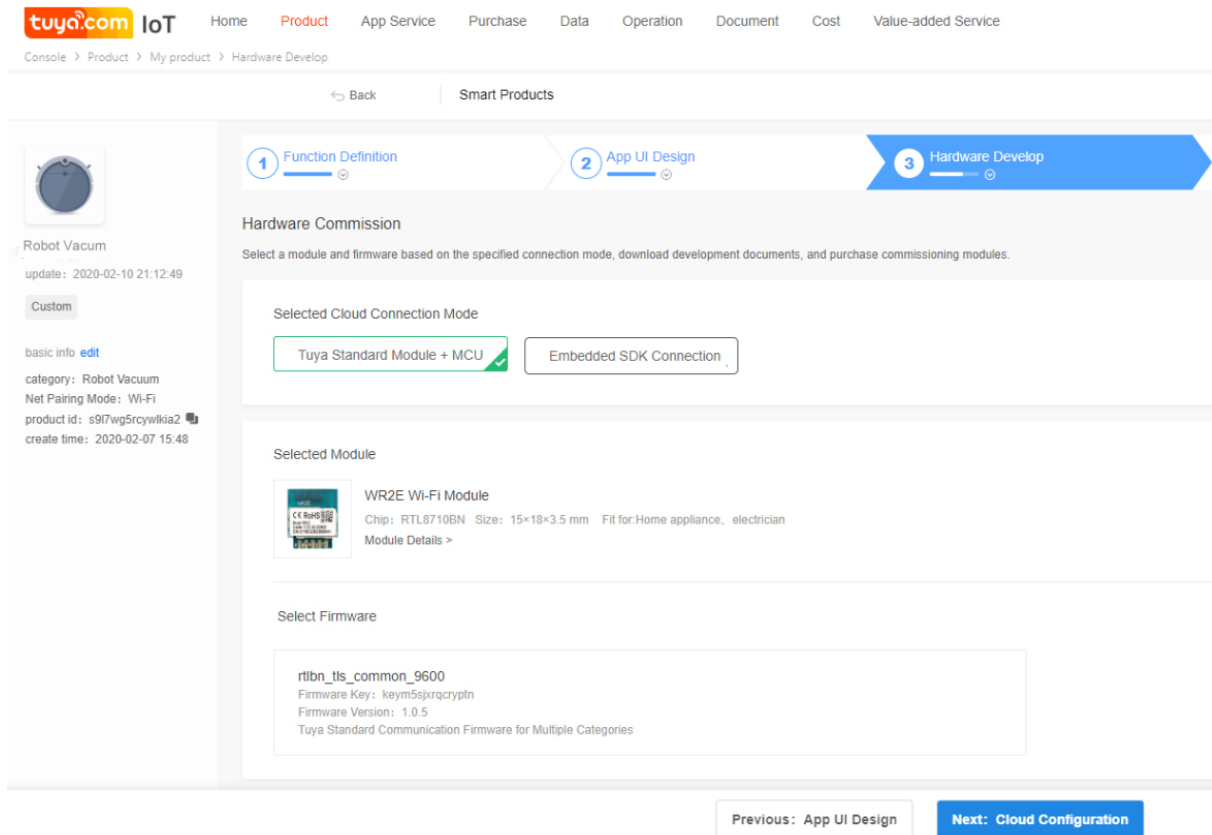 tuya.com IoT Home Product App Service Purchase Data Operation Document Cost Value-added Service
Console > Product > My product > Hardware Develop
Back Smart Products
1 Function Definition 2 App UI Design 3 Hardware Develop
Hardware Commission
Robot Vacum
Select a module and firmware based on the specified connection mode, download development documents, and purchase commissioning modules.
update: 2020-02-10 21:12:49
Custom
Selected Cloud Connection Mode
Tuya Standard Module + MCU Embedded SDK Connection
basic info edit
category: Robot Vacuum
Net Pairing Mode: Wi-Fi
product id: s9l7wg5rcywlkia2
create time: 2020-02-07 15:48
Selected Module
WR2E Wi-Fi Module
Chip: RTL8710BN Size: 15×18×3.5 mm Fit for:Home appliance、electrician
Module Details >
Select Firmware
rtlbn_tls_common_9600
Firmware Key: keym5sjxrqcryptn
Firmware Version: 1.0.5
Tuya Standard Communication Firmware for Multiple Categories
Previous: App UI Design Next: Cloud Configuration